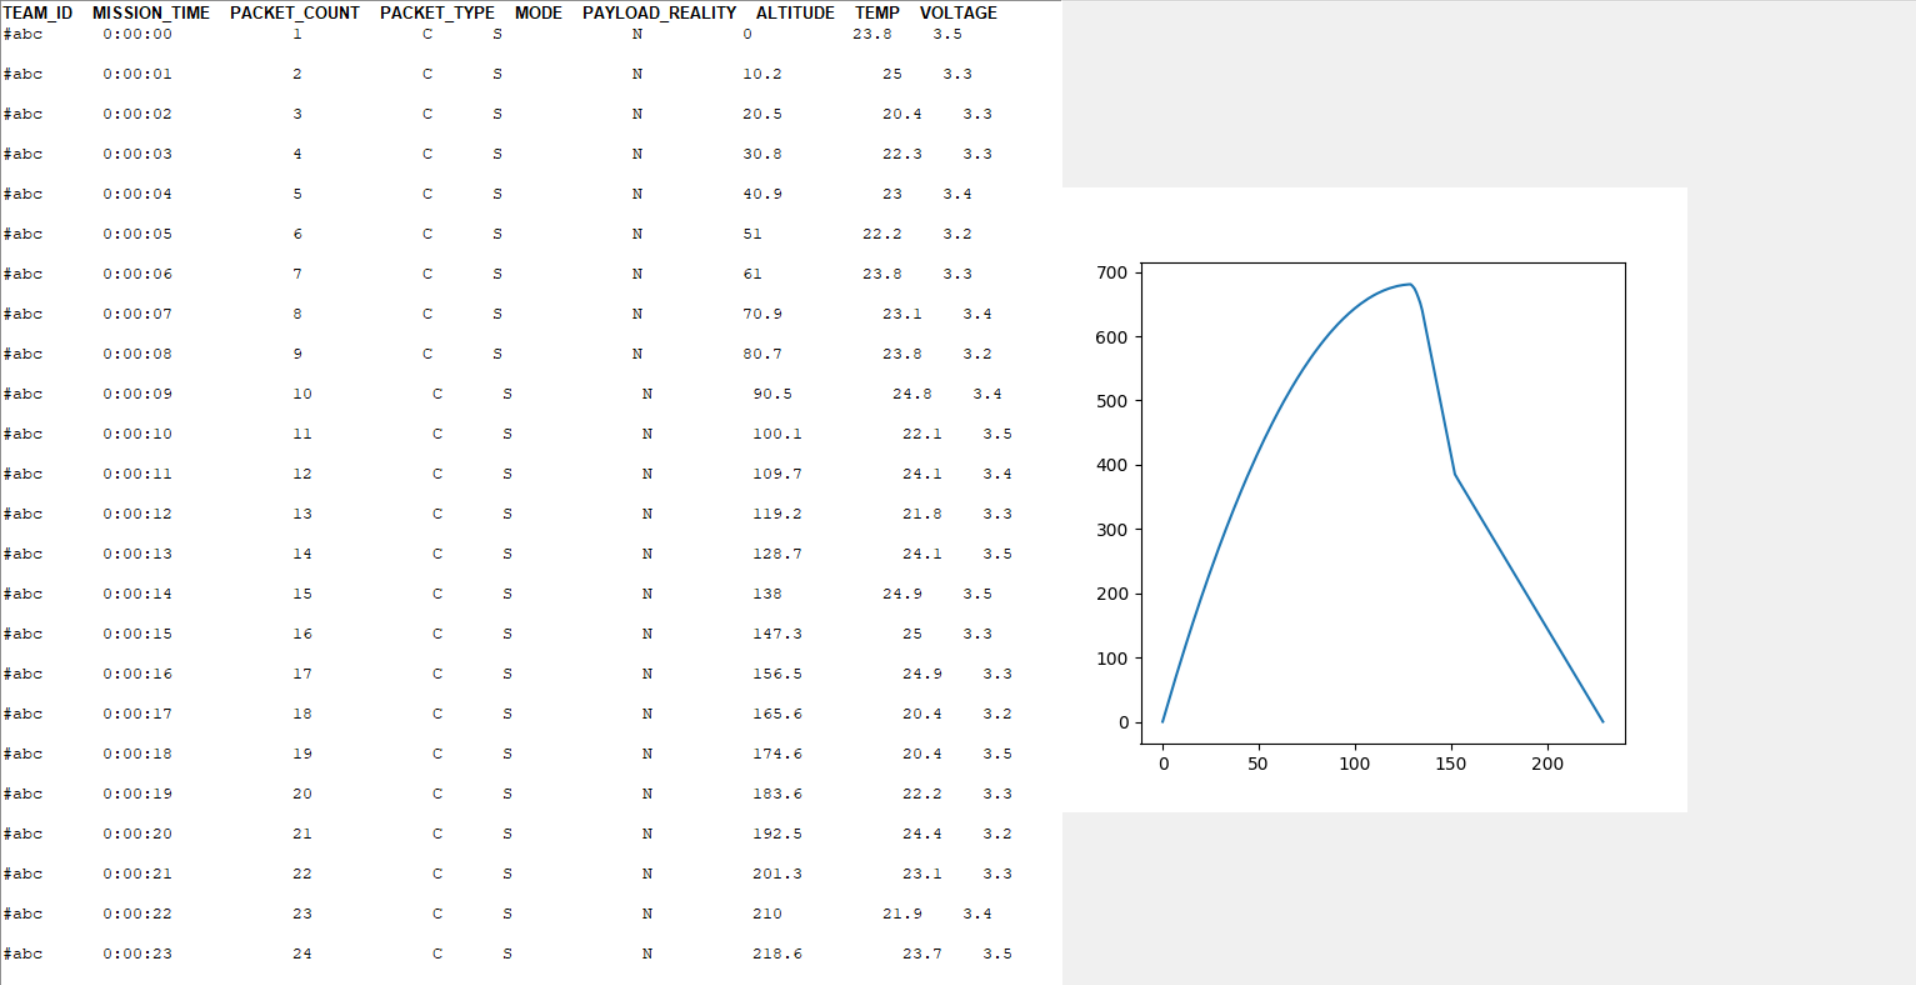 TEAM_ID MISSION_TIME PACKET_COUNT PACKET_TYPE MODE PAYLOAD_REALITY ALTITUDE TEMP VOLTAGE
#abc 0:00:00 1 C S N 0 23.8 3.5
#abc 0:00:01 2 C S N 10.2 25 3.3
#abc 0:00:02 3 C S N 20.5 20.4 3.3
#abc 0:00:03 4 C S N 30.8 22.3 3.3
#abc 0:00:04 5 C S N 40.9 23 3.4
#abc 0:00:05 6 C S N 51 22.2 3.2
#abc 0:00:06 7 C S N 61 23.8 3.3
#abc 0:00:07 8 C S N 70.9 23.1 3.4
#abc 0:00:08 9 C S N 80.7 23.8 3.2
#abc 0:00:09 10 C S N 90.5 24.8 3.4
#abc 0:00:10 11 C S N 100.1 22.1 3.5
#abc 0:00:11 12 C S N 109.7 24.1 3.4
#abc 0:00:12 13 C S N 119.2 21.8 3.3
#abc 0:00:13 14 C S N 128.7 24.1 3.5
#abc 0:00:14 15 C S N 138 24.9 3.5
#abc 0:00:15 16 C S N 147.3 25 3.3
#abc 0:00:16 17 C S N 156.5 24.9 3.3
#abc 0:00:17 18 C S N 165.6 20.4 3.2
#abc 0:00:18 19 C S N 174.6 20.4 3.5
#abc 0:00:19 20 C S N 183.6 22.2 3.3
#abc 0:00:20 21 C S N 192.5 24.4 3.2
#abc 0:00:21 22 C S N 201.3 23.1 3.3
#abc 0:00:22 23 C S N 210 21.9 3.4
#abc 0:00:23 24 C S N 218.6 23.7 3.5
700
600
500
400
300
200
100
0
0 50 100 150 200